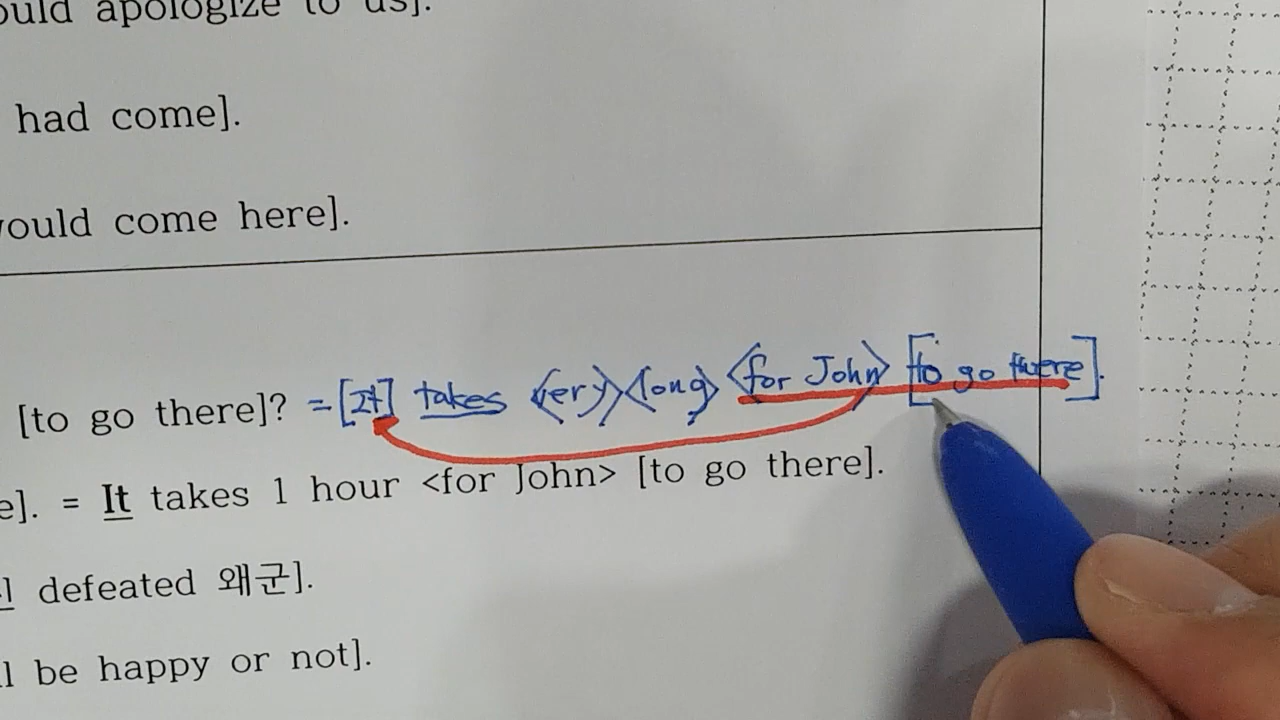 ould apologize to us].
had come].
would come here].
[to go there]? = [It] takes <very> <long> <for John> [to go there].
e]. = It takes 1 hour <for John> [to go there].
defeated 왜군].
l be happy or not].